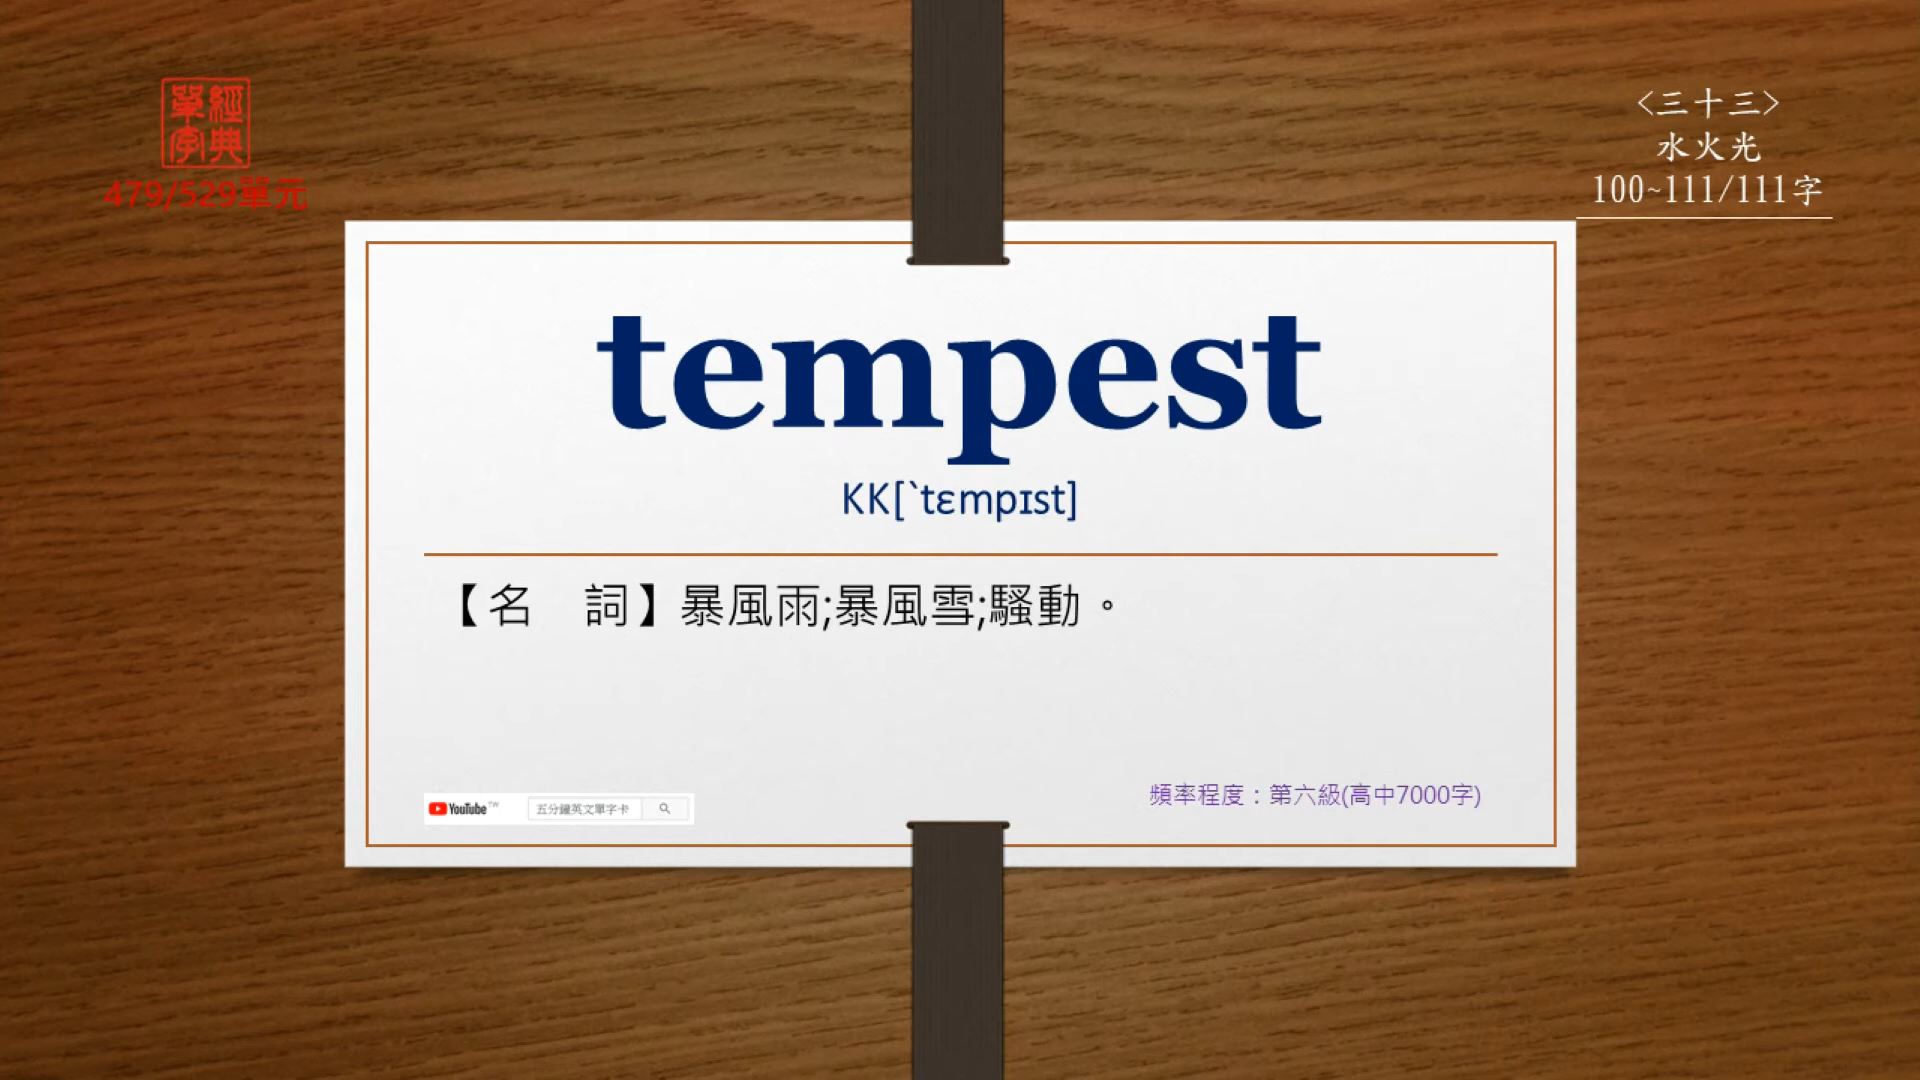 經典
單字
479/529單元
<三十三>
水火光
100~111/111字
tempest
KK[`tɛmpɪst]
【名　詞】暴風雨;暴風雪;騷動。
頻率程度：第六級(高中7000字)
YouTube TW
五分鐘英文單字卡